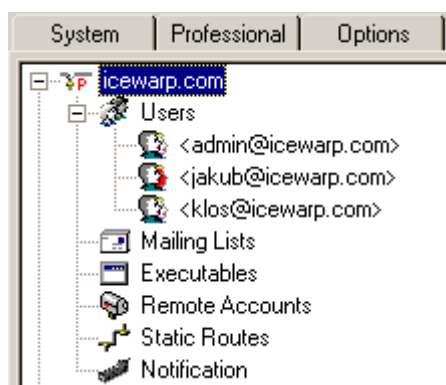 System Professional Options
icewarp.com
Users
<admin@icewarp.com>
<jakub@icewarp.com>
<klos@icewarp.com>
Mailing Lists
Executables
Remote Accounts
Static Routes
Notification